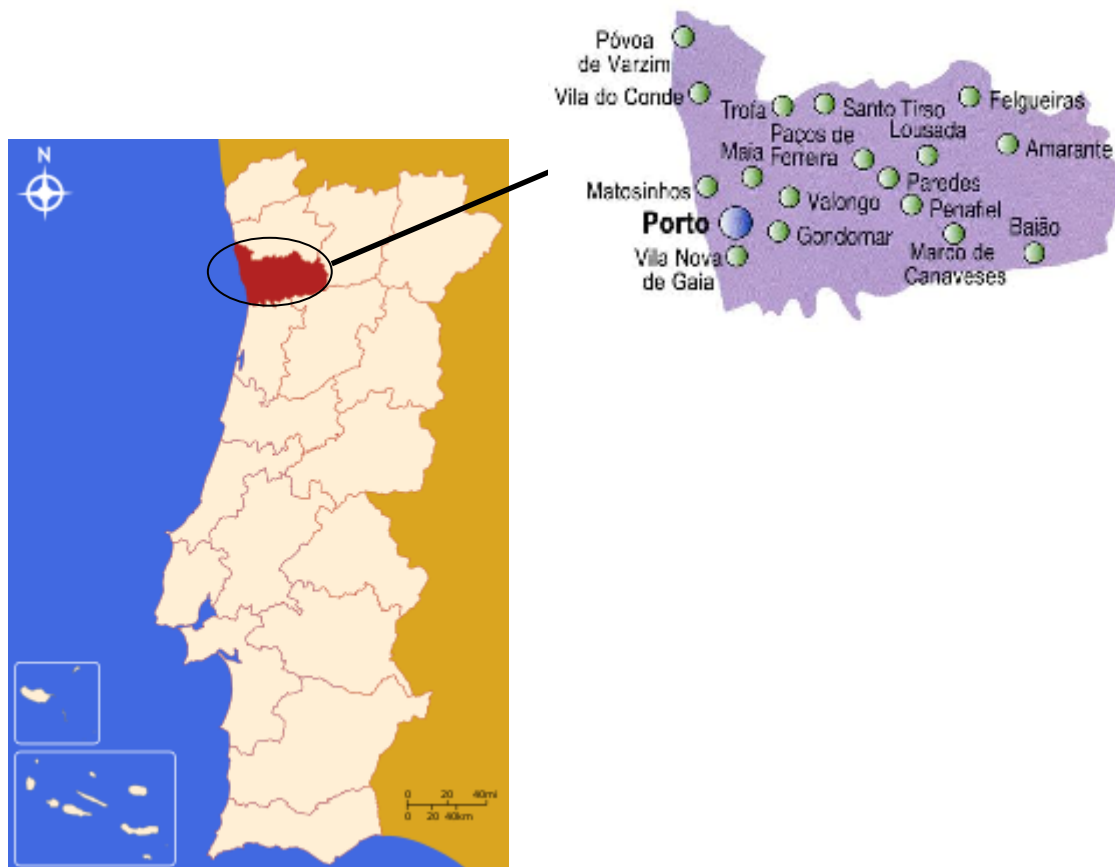 Póvoa
de Varzim
Vila do Conde
Trofa
Santo Tirso
Felgueiras
Lousada
Paços de
Ferreira
Maia
Amarante
Matosinhos
Paredes
Valongo
Penafiel
Porto
Baião
Gondomar
Marco de
Canaveses
Vila Nova
de Gaia
N
0 20 40mi
0 20 40km